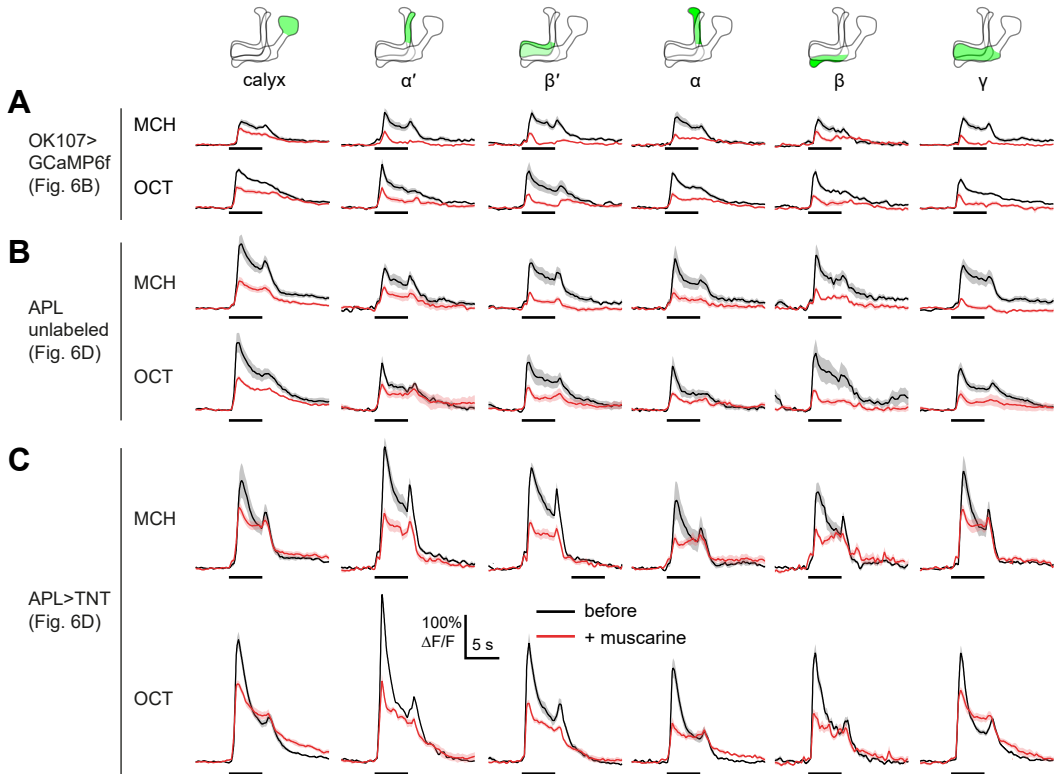 calyx
α′
β′
α
β
γ
A
OK107>
GCaMP6f
(Fig. 6B)
MCH
OCT
B
APL
unlabeled
(Fig. 6D)
MCH
OCT
C
APL>TNT
(Fig. 6D)
MCH
100%
ΔF/F
5 s
before
+ muscarine
OCT